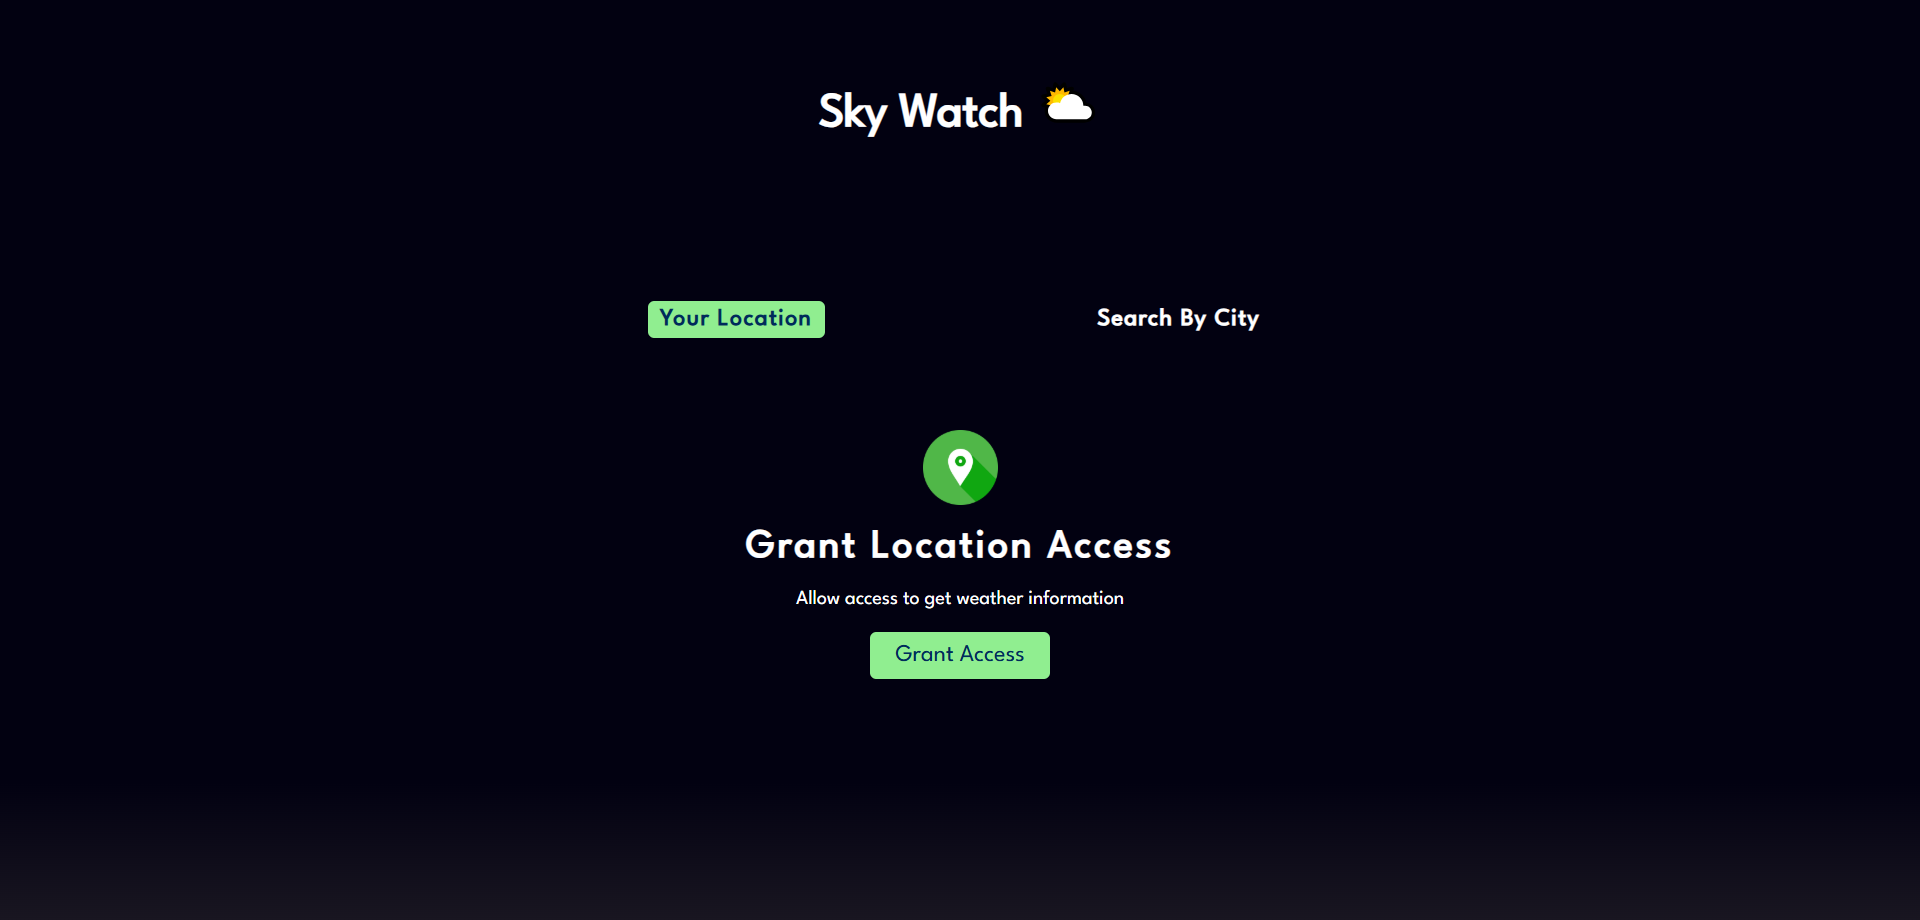 Sky Watch
Your Location
Search By City
Grant Location Access
Allow access to get weather information
Grant Access